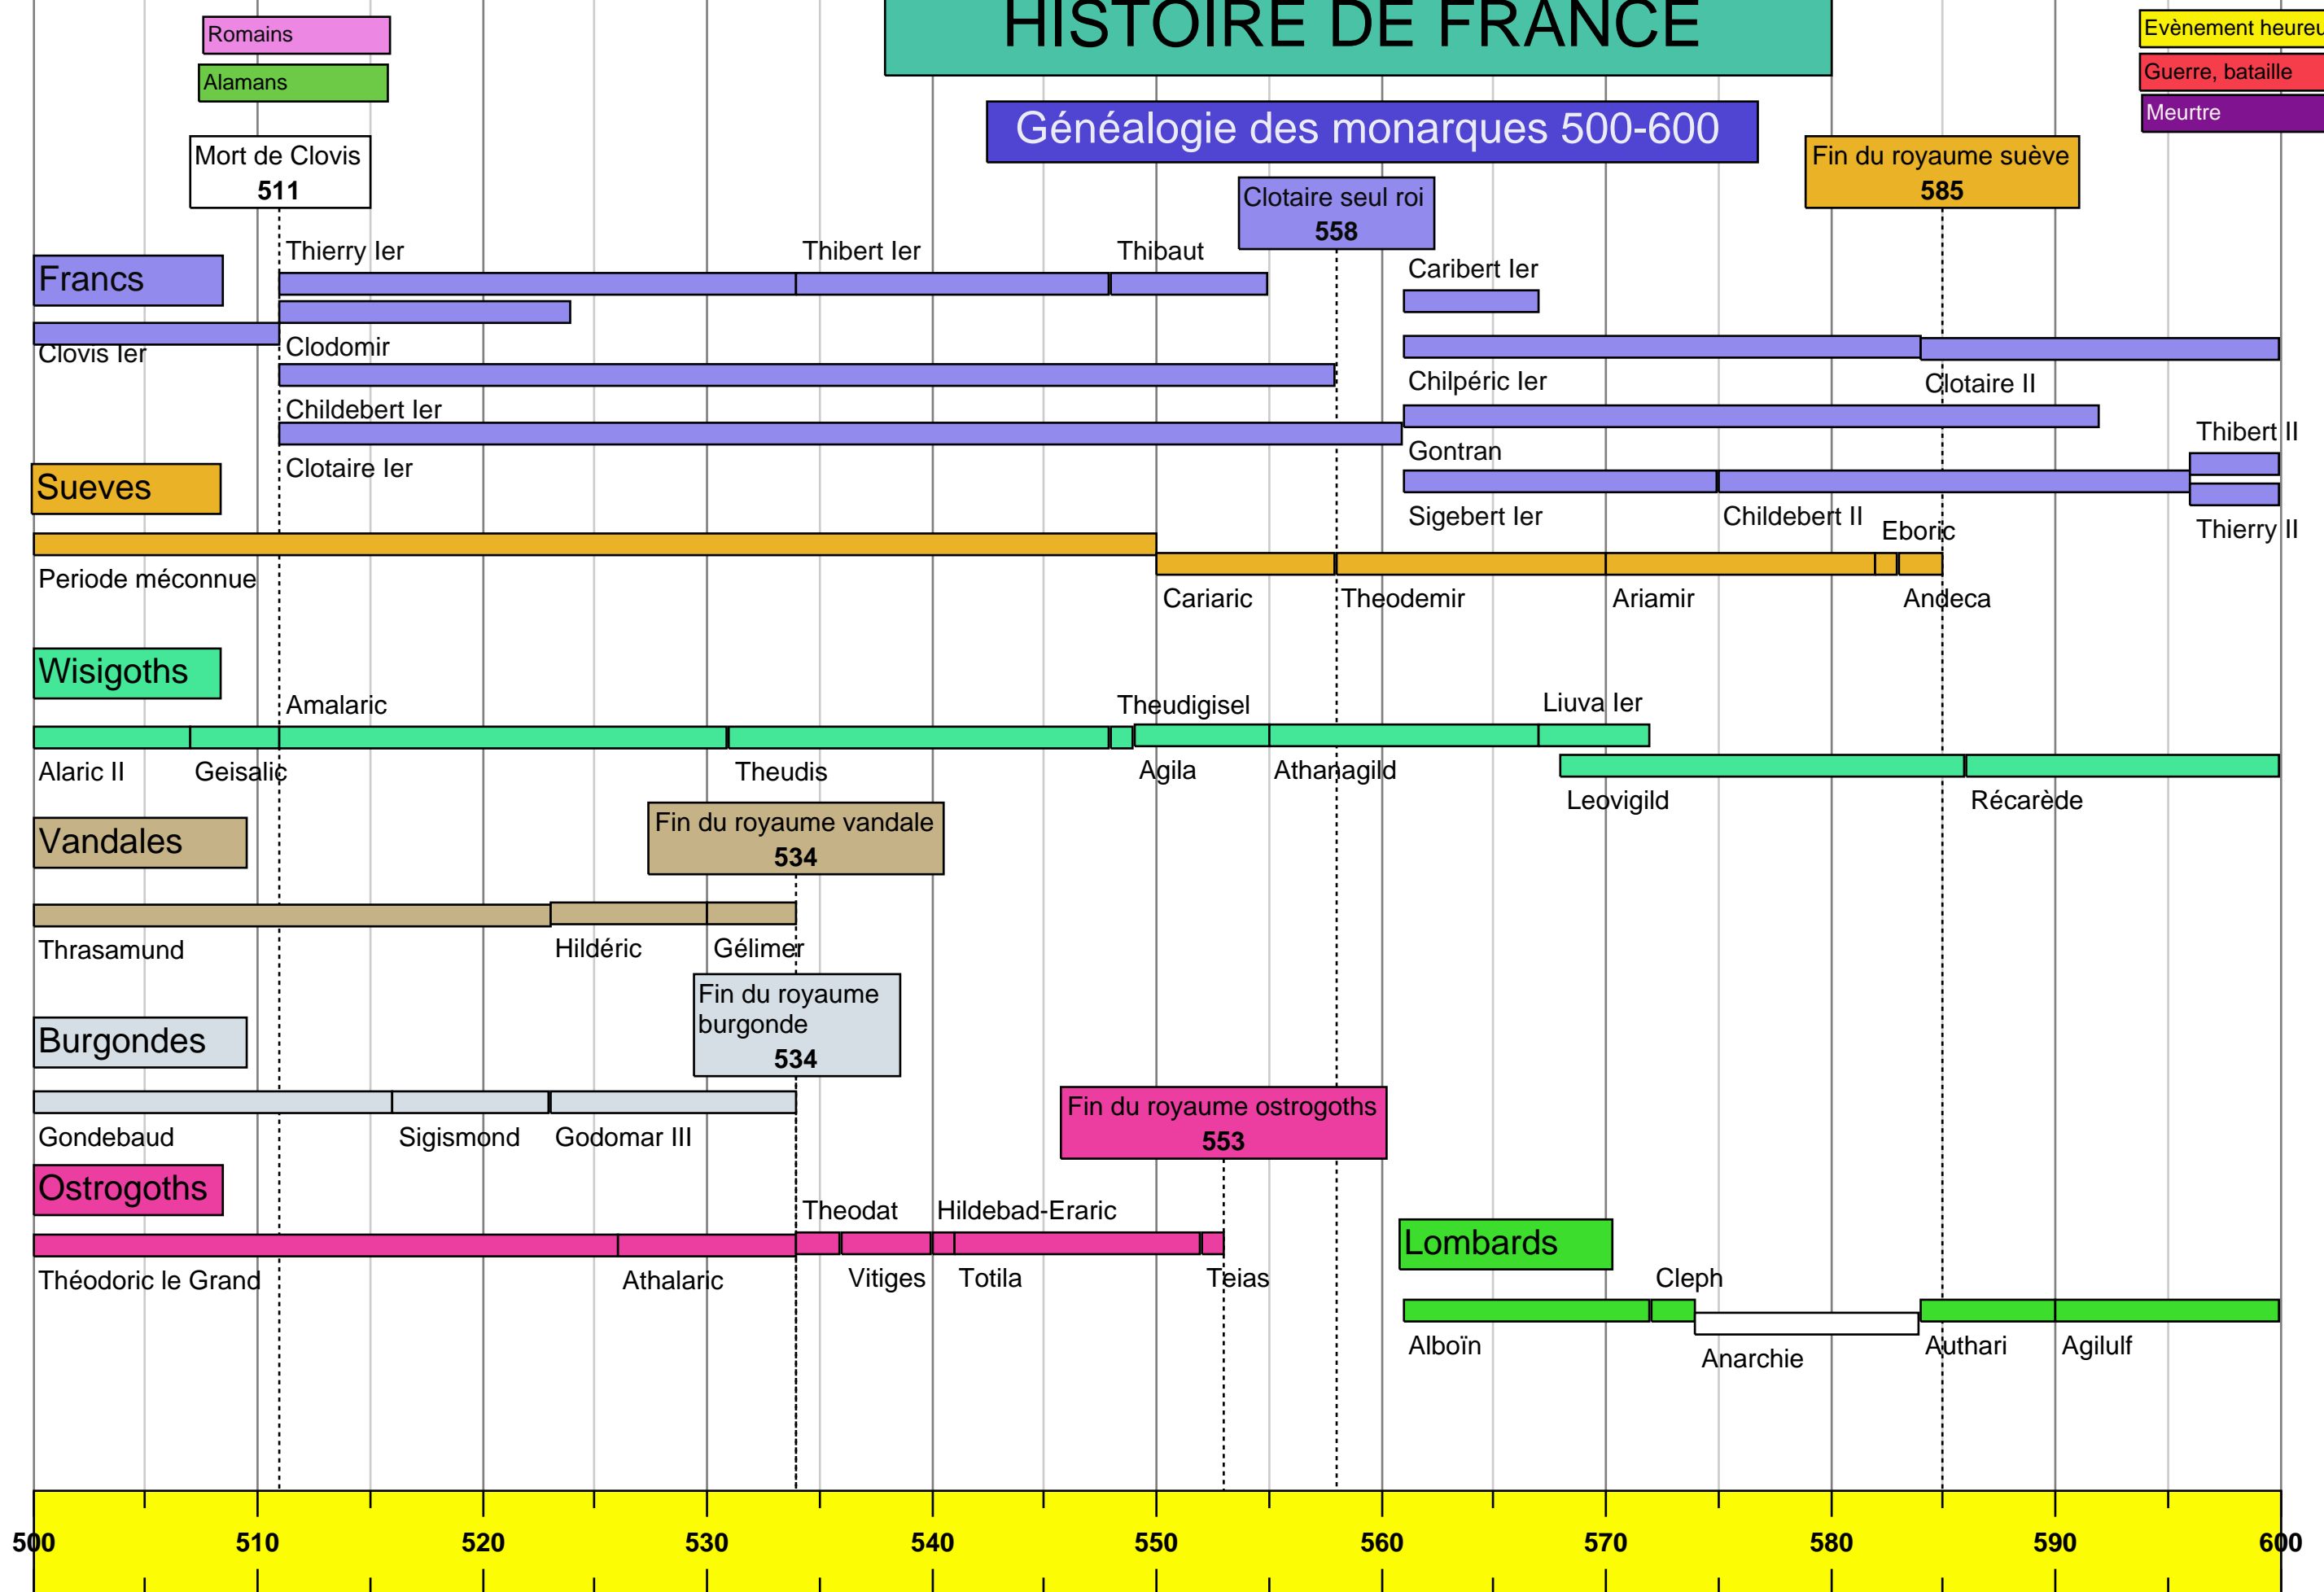 HISTOIRE DE FRANCE
Romains
Alamans
Evènement heureu
Guerre, bataille
Meurtre
Généalogie des monarques 500-600
Mort de Clovis
511
Clotaire seul roi
558
Fin du royaume suève
585
Francs
Thierry Ier
Thibert Ier
Thibaut
Caribert Ier
Clovis Ier
Clodomir
Chilpéric Ier
Clotaire II
Childebert Ier
Gontran
Thibert II
Clotaire Ier
Sueves
Sigebert Ier
Childebert II
Eboric
Thierry II
Periode méconnue
Cariaric
Theodemir
Ariamir
Andeca
Wisigoths
Amalaric
Theudigisel
Liuva Ier
Alaric II
Geisalic
Theudis
Agila
Athanagild
Leovigild
Récarède
Vandales
Fin du royaume vandale
534
Thrasamund
Hildéric
Gélimer
Burgondes
Fin du royaume
burgonde
534
Gondebaud
Sigismond
Godomar III
Fin du royaume ostrogoths
553
Ostrogoths
Theodat
Hildebad-Eraric
Lombards
Théodoric le Grand
Athalaric
Vitiges
Totila
Teias
Cleph
Alboïn
Anarchie
Authari
Agilulf
500 510 520 530 540 550 560 570 580 590 600